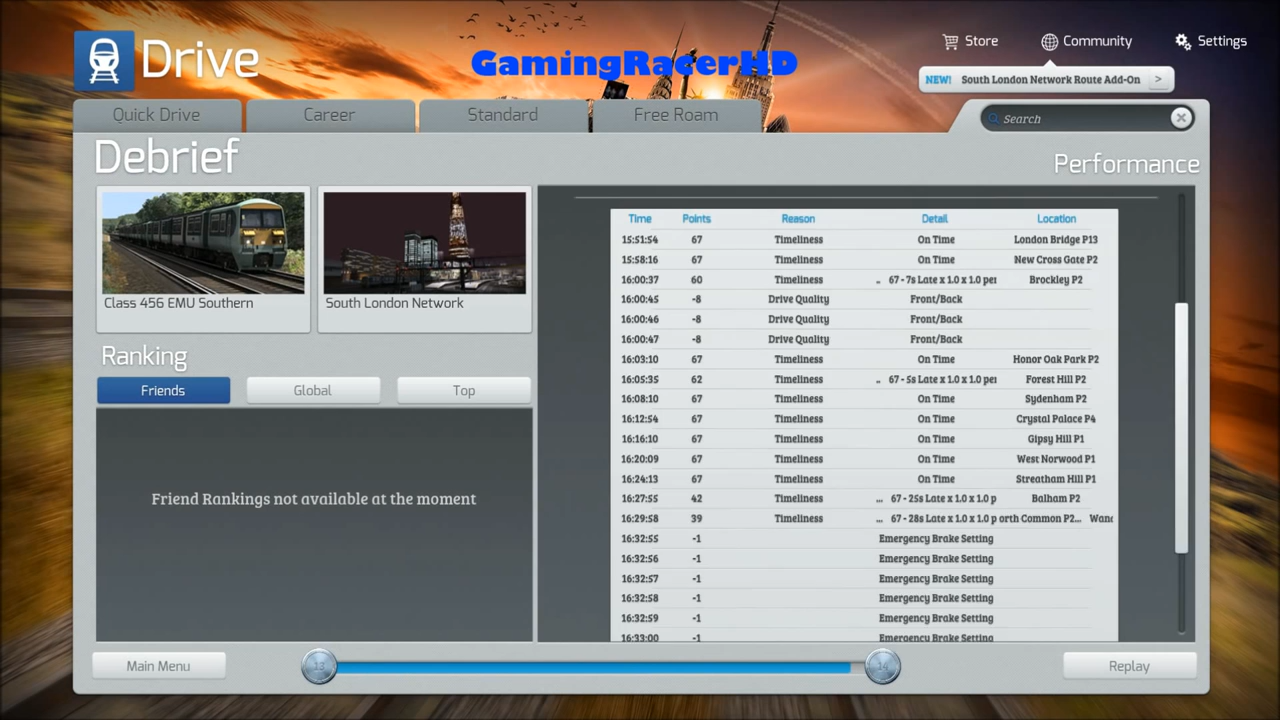 Drive
GamingRacerHD
Store
Community
Settings
NEW! South London Network Route Add-On >
Quick Drive
Career
Standard
Free Roam
Search
Debrief
Performance
Class 456 EMU Southern
South London Network
Ranking
Friends
Global
Top
Friend Rankings not available at the moment
Time Points Reason Detail Location
15:51:54 67 Timeliness On Time London Bridge P13
15:58:16 67 Timeliness On Time New Cross Gate P2
16:00:37 60 Timeliness .. 67 - 7s Late x 1.0 x 1.0 per Brockley P2
16:00:45 -8 Drive Quality Front/Back
16:00:46 -8 Drive Quality Front/Back
16:00:47 -8 Drive Quality Front/Back
16:03:10 67 Timeliness On Time Honor Oak Park P2
16:05:35 62 Timeliness .. 67 - 5s Late x 1.0 x 1.0 per Forest Hill P2
16:08:10 67 Timeliness On Time Sydenham P2
16:12:54 67 Timeliness On Time Crystal Palace P4
16:16:10 67 Timeliness On Time Gipsy Hill P1
16:20:09 67 Timeliness On Time West Norwood P1
16:24:13 67 Timeliness On Time Streatham Hill P1
16:27:55 42 Timeliness ... 67 - 25s Late x 1.0 x 1.0 p Balham P2
16:29:58 39 Timeliness ... 67 - 28s Late x 1.0 x 1.0 p orth Common P2... Wand
16:32:55 -1 Emergency Brake Setting
16:32:56 -1 Emergency Brake Setting
16:32:57 -1 Emergency Brake Setting
16:32:58 -1 Emergency Brake Setting
16:32:59 -1 Emergency Brake Setting
16:33:00 -1 Emergency Brake Setting
Main Menu
13
14
Replay